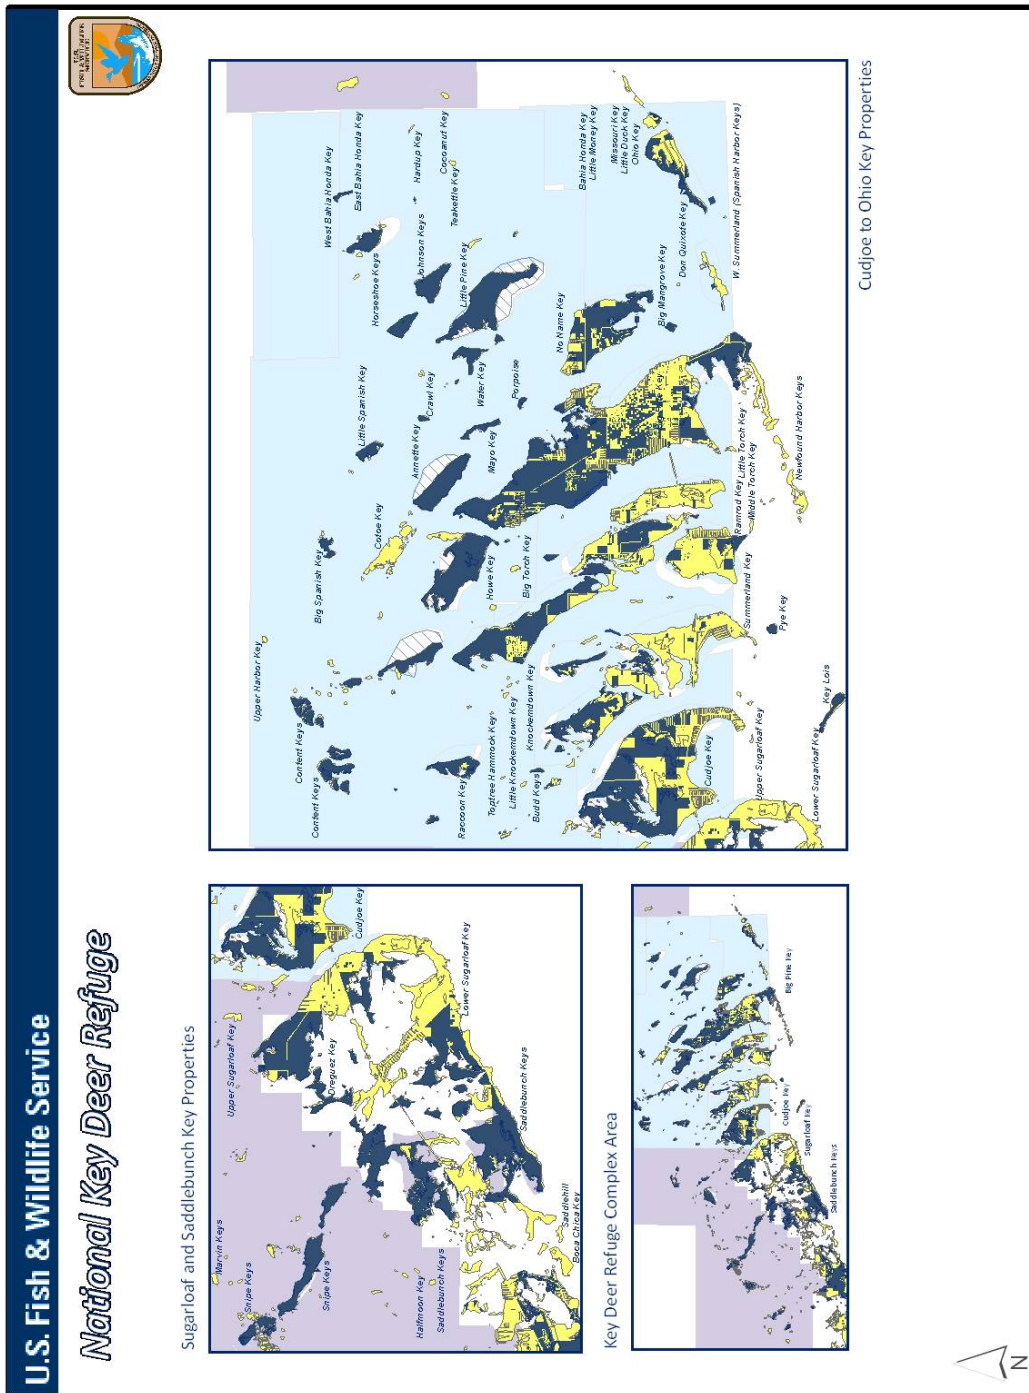 U.S. Fish & Wildlife Service
National Key Deer Refuge
U.S.
FISH & WILDLIFE
SERVICE
Sugarloaf and Saddlebunch Key Properties
Marvin Keys
Snipe Keys
Snipe Keys
Upper Sugarloaf Key
Cudjoe Key
Dreguez Key
Halfmoon Key
Saddlebunch Keys
Lower Sugarloaf Key
Saddlebunch Keys
Saddlehill
Boca Chica Key
Key Deer Refuge Complex Area
Big Pine Key
Cudjoe Key
Sugarloaf Key
Saddlebunch Keys
Upper Harbor Key
Content Keys
Content Keys
Big Spanish Key
Little Spanish Key
West Bahia Honda Key
East Bahia Honda Key
Horseshoe Keys
Hardup Key
Cocoanut Key
Johnson Keys
Teakettle Key
Cotoe Key
Annette Key
Crawl Key
Little Pine Key
Raccoon Key
Howe Key
Mayo Key
Water Key
Porpoise
Toptree Hammock Key
Little Knockemdown Key
Knockemdown Key
Budd Keys
Big Torch Key
No Name Key
Key
Bahia Honda Key
Little Money Key
Missouri Key
Little Duck Key
Ohio Key
Big Mangrove Key
Don Quixote Key
W. Summerland (Spanish Harbor Keys)
Cudjoe Key
Summerland Key
Ramrod Key
Little Torch Key
Middle Torch Key
Newfound Harbor Keys
Upper Sugarloaf Key
Pye Key
Lower Sugarloaf Key
Key Lois
Cudjoe to Ohio Key Properties
N